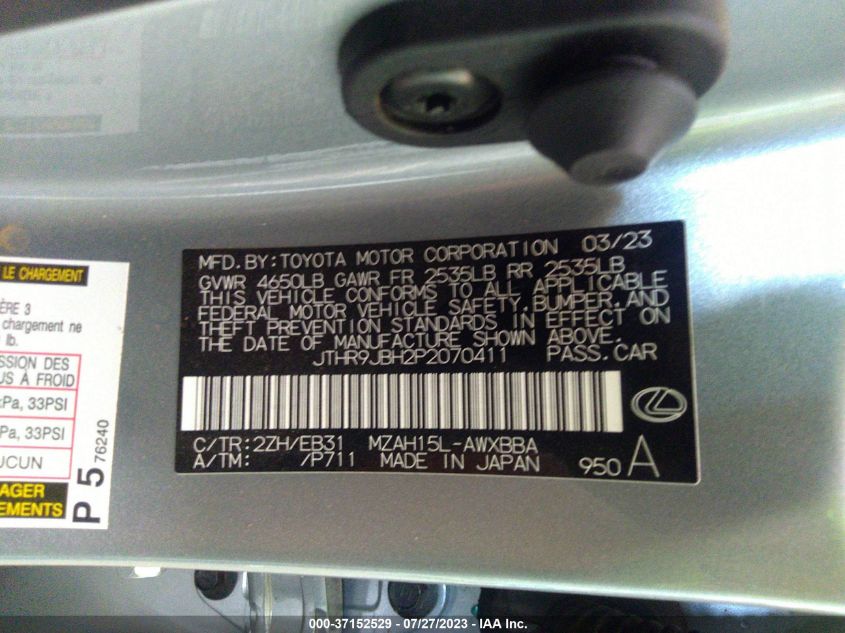 MFD. BY: TOYOTA MOTOR CORPORATION 03/23
GVWR 4650LB GAWR FR 2535LB RR 2535LB
THIS VEHICLE CONFORMS TO ALL APPLICABLE
FEDERAL MOTOR VEHICLE SAFETY, BUMPER, AND
THEFT PREVENTION STANDARDS IN EFFECT ON
THE DATE OF MANUFACTURE SHOWN ABOVE.
JTHR9JBH2P2070411 PASS.CAR
C/TR: 2ZH/EB31 MZAH15L-AWXBBA
A/TM: /P711 MADE IN JAPAN 950 A
LE CHARGEMENT
ÈRE 3
chargement ne
lb.
SSION DES
US À FROID
kPa, 33PSI
Pa, 33PSI
UCUN
AGER
EMENTS
P 5 76240
000-37152529 - 07/27/2023 - IAA Inc.